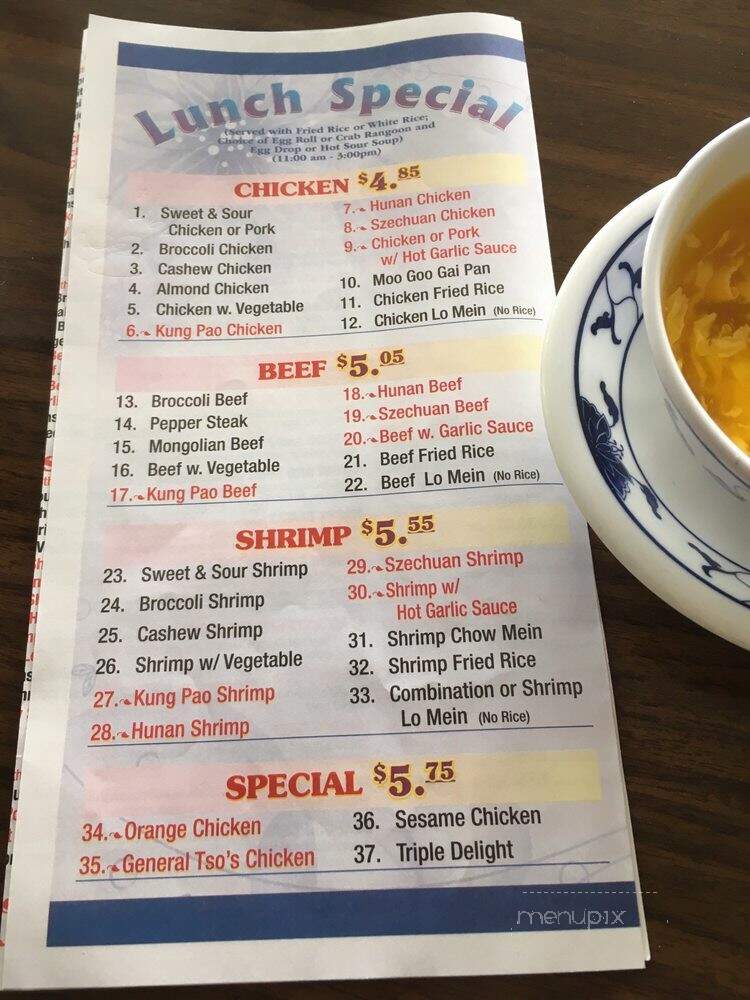 Lunch Special
(Served with Fried Rice or White Rice;
Choice of Egg Roll or Crab Rangoon and
Egg Drop or Hot Sour Soup)
(11:00 am - 3:00pm)
CHICKEN $4.85
1. Sweet & Sour
Chicken or Pork
2. Broccoli Chicken
3. Cashew Chicken
4. Almond Chicken
5. Chicken w. Vegetable
6. Kung Pao Chicken
7. Hunan Chicken
8. Szechuan Chicken
9. Chicken or Pork
w/ Hot Garlic Sauce
10. Moo Goo Gai Pan
11. Chicken Fried Rice
12. Chicken Lo Mein (No Rice)
BEEF $5.05
13. Broccoli Beef
14. Pepper Steak
15. Mongolian Beef
16. Beef w. Vegetable
17. Kung Pao Beef
18. Hunan Beef
19. Szechuan Beef
20. Beef w. Garlic Sauce
21. Beef Fried Rice
22. Beef Lo Mein (No Rice)
SHRIMP $5.55
23. Sweet & Sour Shrimp
24. Broccoli Shrimp
25. Cashew Shrimp
26. Shrimp w/ Vegetable
27. Kung Pao Shrimp
28. Hunan Shrimp
29. Szechuan Shrimp
30. Shrimp w/
Hot Garlic Sauce
31. Shrimp Chow Mein
32. Shrimp Fried Rice
33. Combination or Shrimp
Lo Mein (No Rice)
SPECIAL $5.75
34. Orange Chicken
35. General Tso's Chicken
36. Sesame Chicken
37. Triple Delight
menupix